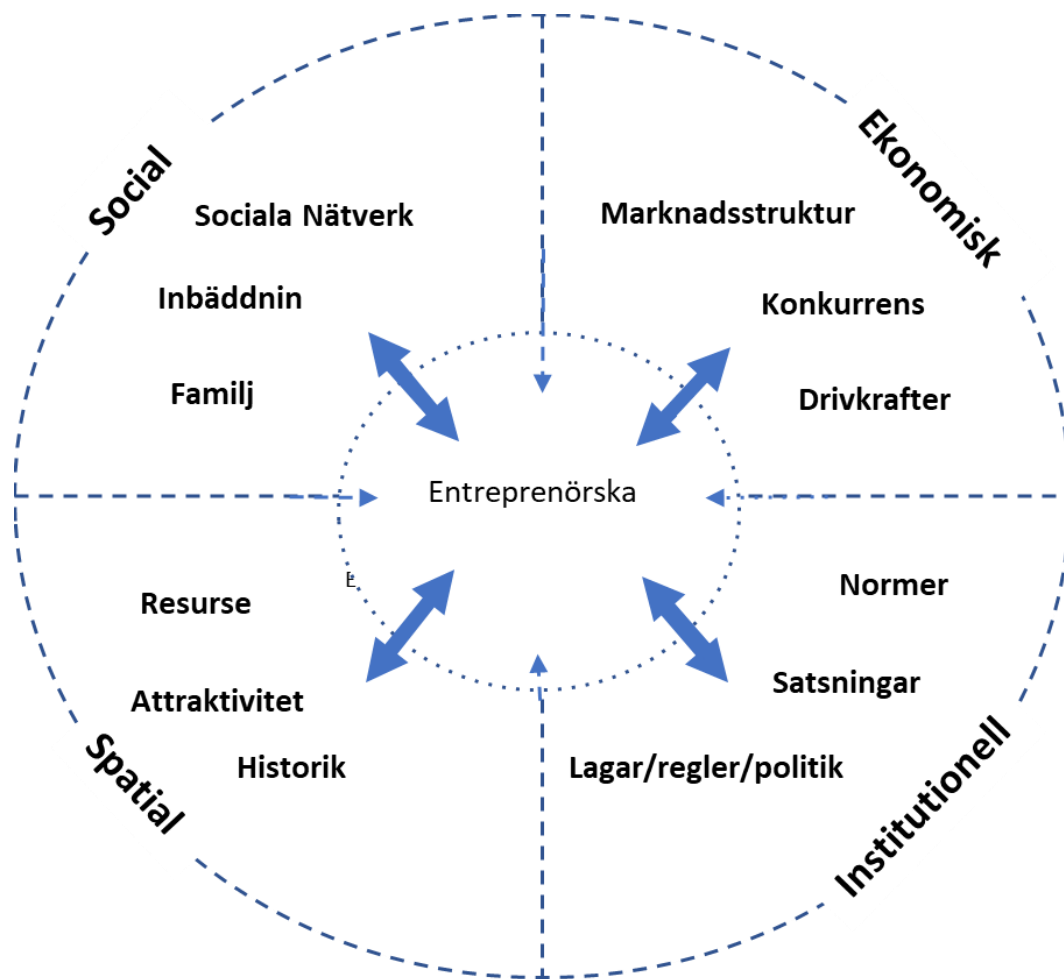 Social
Ekonomisk
Sociala Nätverk
Marknadsstruktur
Inbäddnin
Konkurrens
Familj
Drivkrafter
Entreprenörska
E
Resurse
Normer
Attraktivitet
Satsningar
Historik
Lagar/regler/politik
Spatial
Institutionell